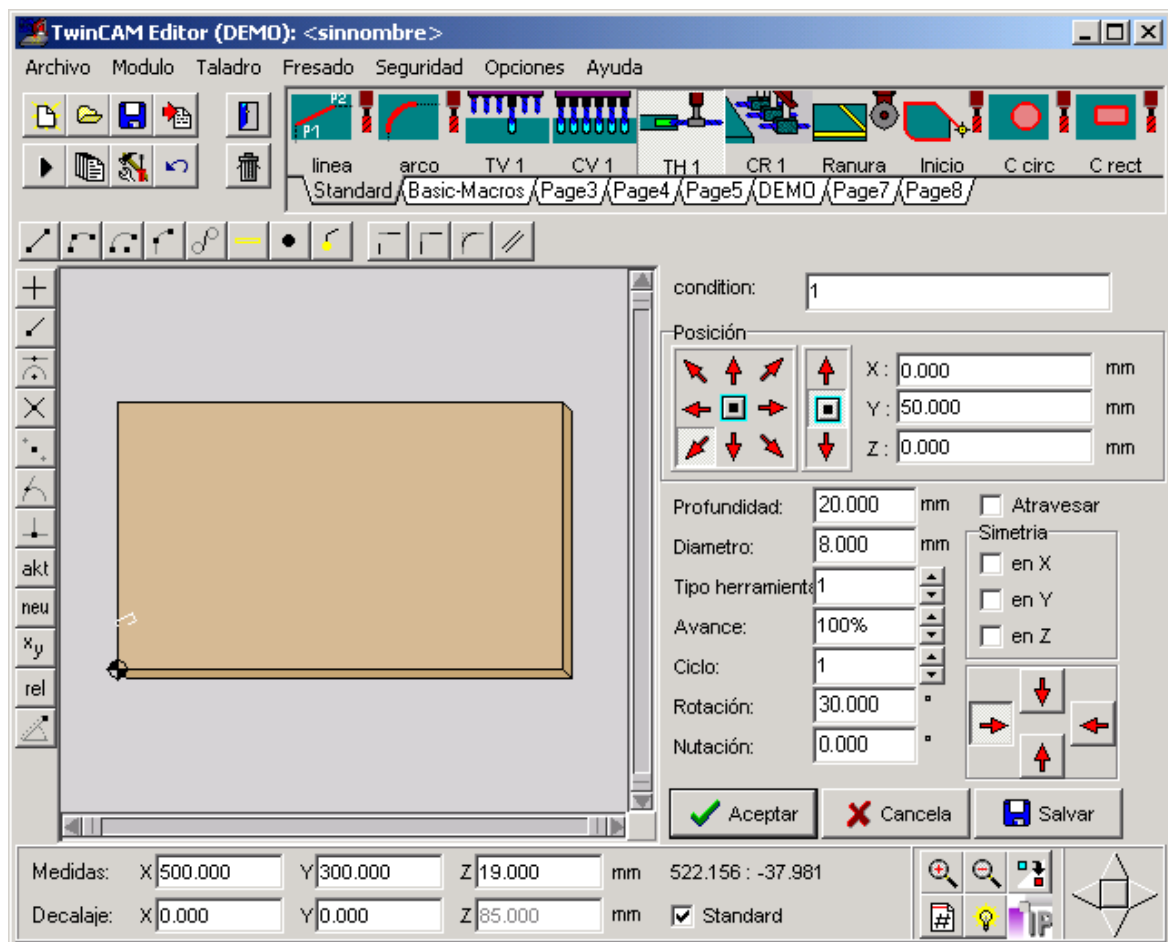 TwinCAM Editor (DEMO): <sinnombre>
Archivo Modulo Taladro Fresado Seguridad Opciones Ayuda
P2
P1
linea arco TV 1 CV 1 TH 1 CR 1 Ranura Inicio C circ C rect
Standard Basic-Macros Page3 Page4 Page5 DEMO Page7 Page8
condition: 1
Posición
X : 0.000 mm
Y : 50.000 mm
Z : 0.000 mm
Profundidad: 20.000 mm Atravesar
Simetria
Diametro: 8.000 mm
en X
Tipo herramient 1
en Y
Avance: 100%
en Z
Ciclo: 1
Rotación: 30.000 °
Nutación: 0.000 °
akt
neu
xy
rel
Aceptar Cancela Salvar
Medidas: X 500.000 Y 300.000 Z 19.000 mm 522.156 : -37.981
Decalaje: X 0.000 Y 0.000 Z 85.000 mm Standard
# IP